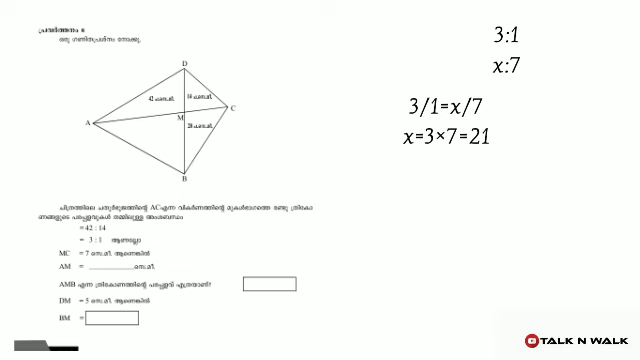 പ്രവർത്തനം 8
ഒരു ഗണിതപ്രശ്നം നോക്കൂ.
D
42 ച.സെ.മീ.
14 ച.സെ.മീ.
C
M
A
28 ച.സെ.മീ.
B
ചിത്രത്തിലെ ചതുർഭുജത്തിന്റെ AC എന്ന വികർണത്തിന്റെ മുകൾഭാഗത്തെ രണ്ടു ത്രികോ
ണങ്ങളുടെ പരപ്പളവുകൾ തമ്മിലുള്ള അംശബന്ധം
= 42 : 14
= 3 : 1 ആണല്ലോ
MC = 7 സെ.മീ. ആണെങ്കിൽ
AM = ____________സെ.മീ.
AMB എന്ന ത്രികോണത്തിന്റെ പരപ്പളവ് എത്രയാണ്?
DM = 5 സെ.മീ. ആണെങ്കിൽ
BM =
3:1
x:7
3/1=x/7
x=3×7=21
TALK N WALK